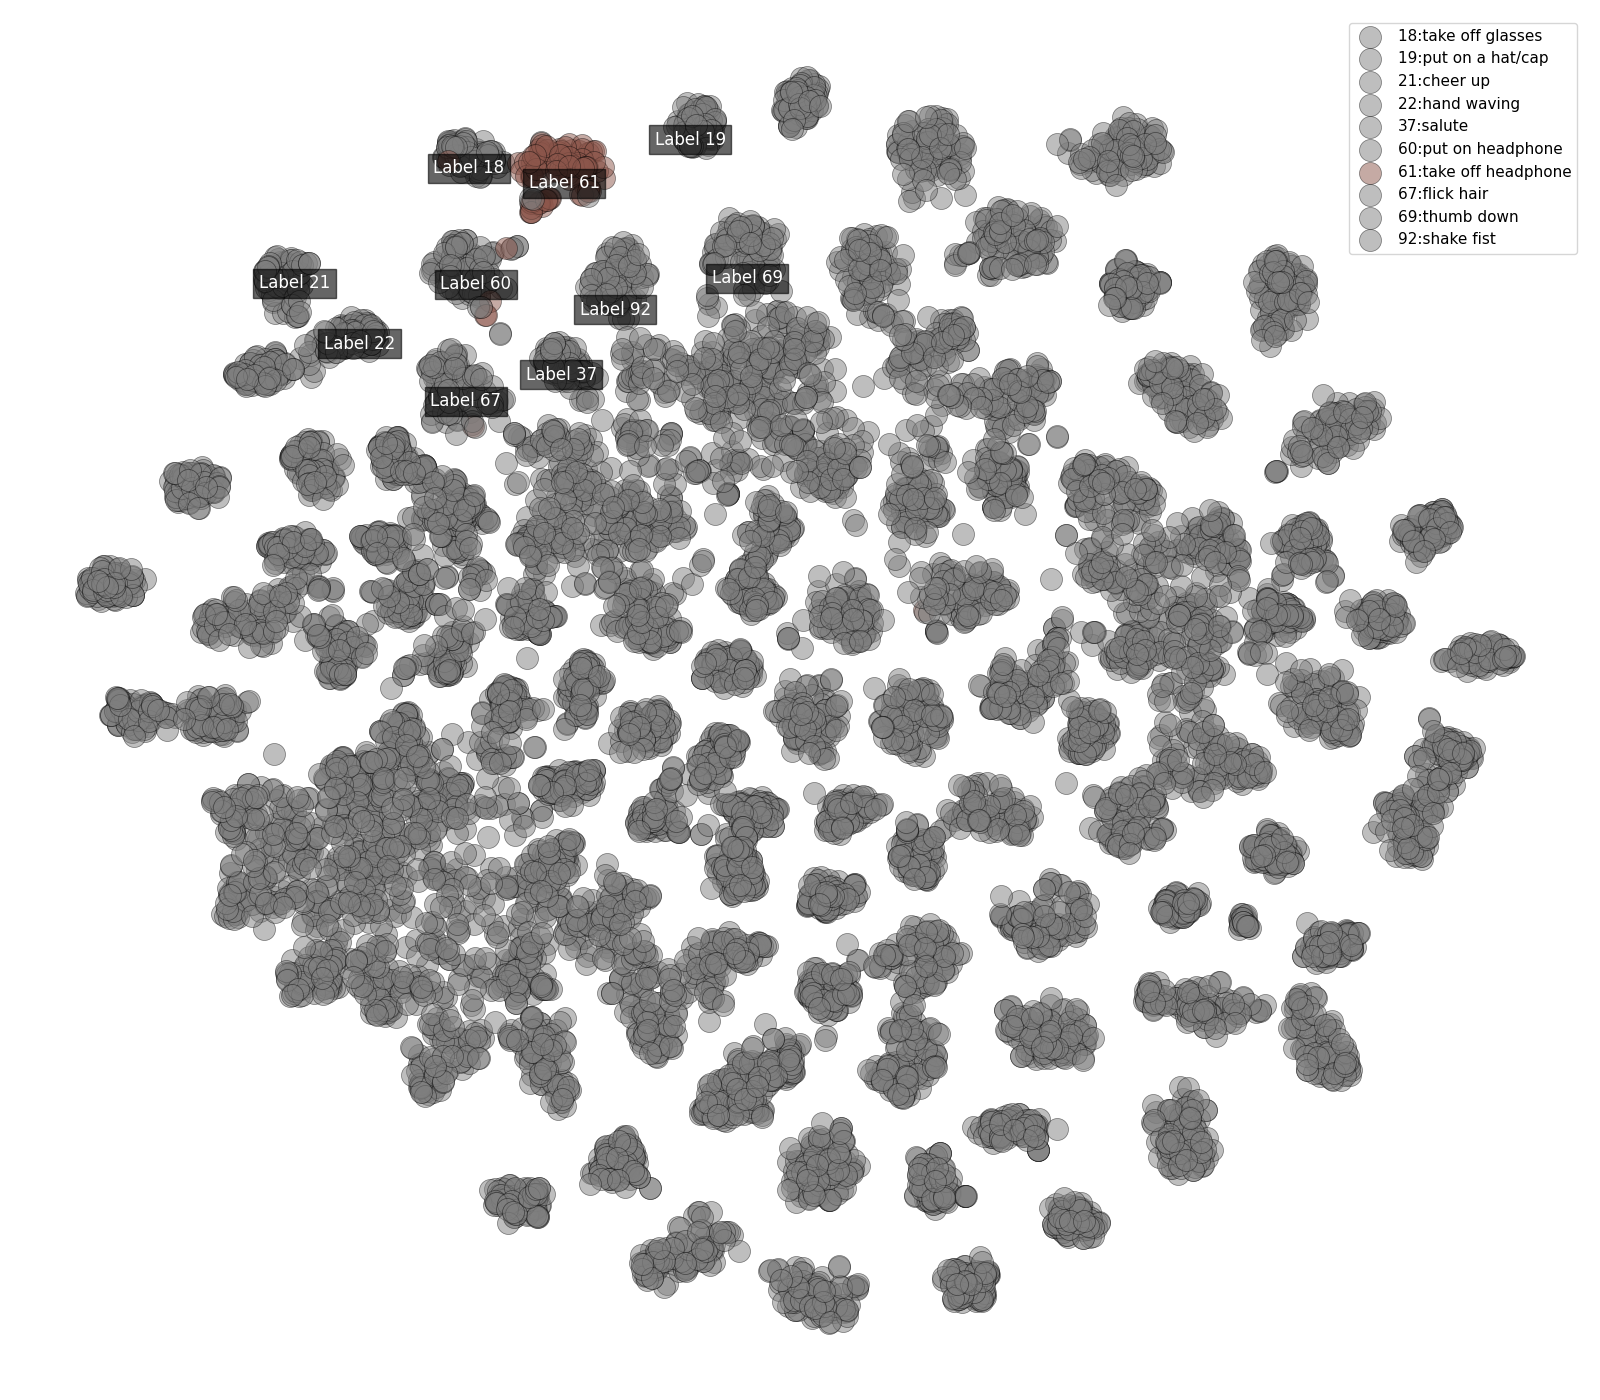 18:take off glasses
19:put on a hat/cap
21:cheer up
22:hand waving
37:salute
60:put on headphone
61:take off headphone
67:flick hair
69:thumb down
92:shake fist
Label 19
Label 18
Label 61
Label 69
Label 21
Label 60
Label 92
Label 22
Label 37
Label 67